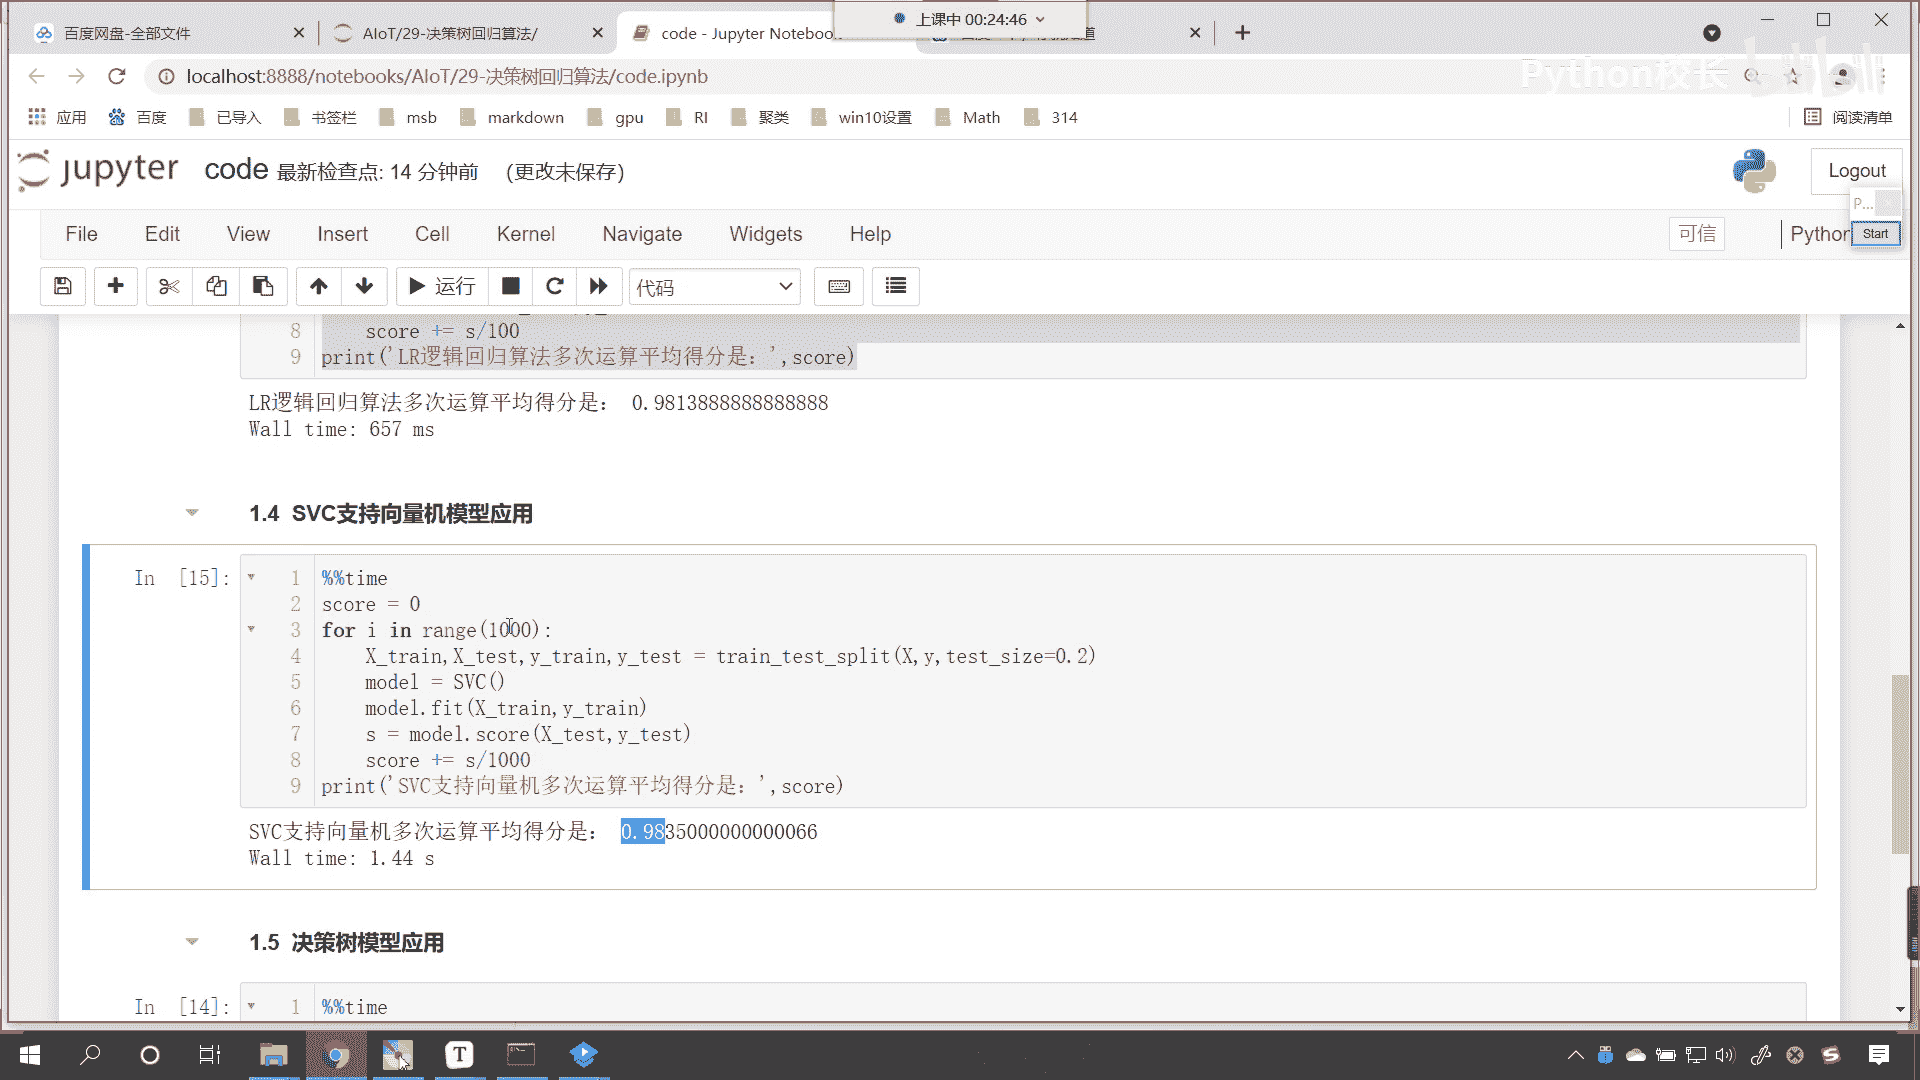 上课中 00:24:46
百度网盘-全部文件
AIoT/29-决策树回归算法/
code - Jupyter Notebook
localhost:8888/notebooks/AIoT/29-决策树回归算法/code.ipynb
Python校长
bilibili
应用 百度 已导入 书签栏 msb markdown gpu RI 聚类 win10设置 Math 314 阅读清单
jupyter code 最新检查点: 14 分钟前 (更改未保存)
Logout
P...
File Edit View Insert Cell Kernel Navigate Widgets Help 可信 Python Start
运行 代码
8 score += s/100
9 print('LR逻辑回归算法多次运算平均得分是：',score)
LR逻辑回归算法多次运算平均得分是： 0.9813888888888888
Wall time: 657 ms
1.4 SVC支持向量机模型应用
In [15]: 1 %%time
2 score = 0
3 for i in range(1000):
4 X_train,X_test,y_train,y_test = train_test_split(X,y,test_size=0.2)
5 model = SVC()
6 model.fit(X_train,y_train)
7 s = model.score(X_test,y_test)
8 score += s/1000
9 print('SVC支持向量机多次运算平均得分是：',score)
SVC支持向量机多次运算平均得分是： 0.9835000000000066
Wall time: 1.44 s
1.5 决策树模型应用
In [14]: 1 %%time